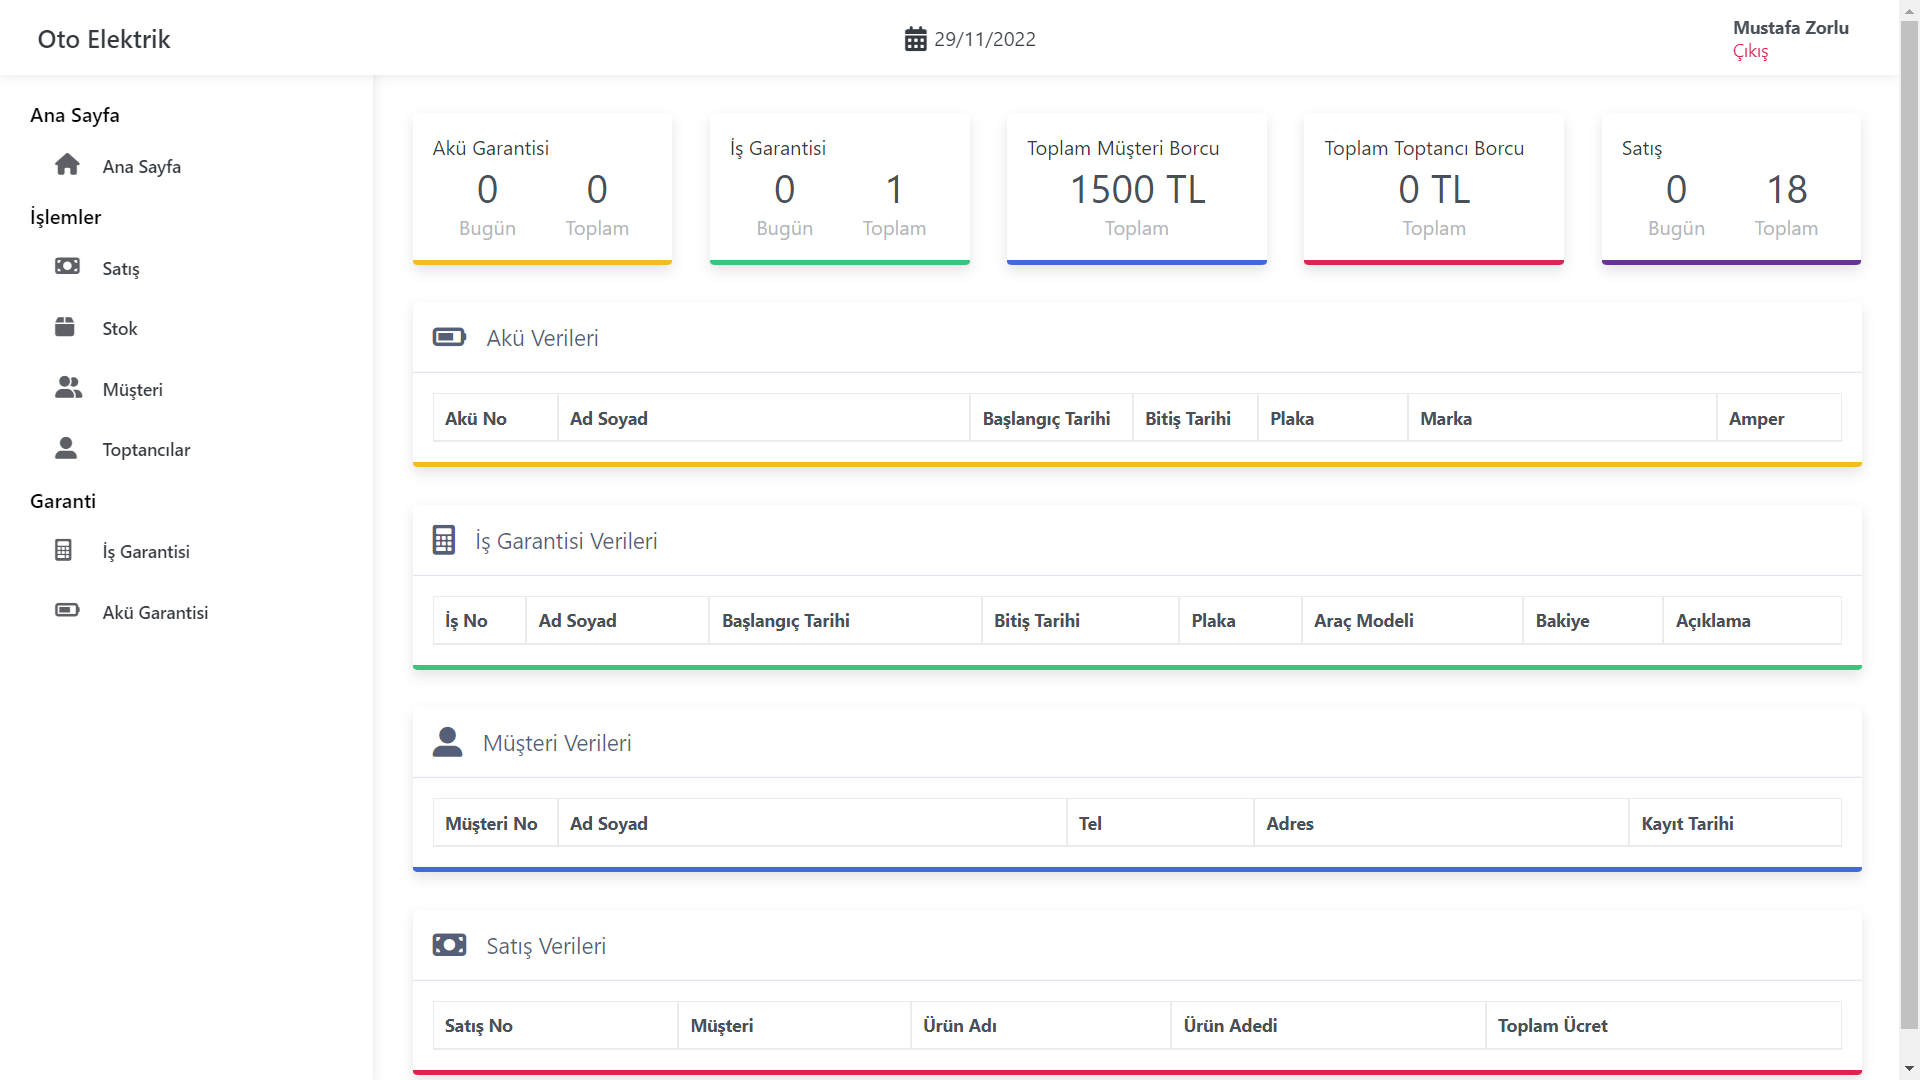 Oto Elektrik
29/11/2022
Mustafa Zorlu
Çıkış
Ana Sayfa
Ana Sayfa
İşlemler
Satış
Stok
Müşteri
Toptancılar
Garanti
İş Garantisi
Akü Garantisi
Akü Garantisi
0 0
Bugün Toplam
İş Garantisi
0 1
Bugün Toplam
Toplam Müşteri Borcu
1500 TL
Toplam
Toplam Toptancı Borcu
0 TL
Toplam
Satış
0 18
Bugün Toplam
Akü Verileri
Akü No Ad Soyad Başlangıç Tarihi Bitiş Tarihi Plaka Marka Amper
İş Garantisi Verileri
İş No Ad Soyad Başlangıç Tarihi Bitiş Tarihi Plaka Araç Modeli Bakiye Açıklama
Müşteri Verileri
Müşteri No Ad Soyad Tel Adres Kayıt Tarihi
Satış Verileri
Satış No Müşteri Ürün Adı Ürün Adedi Toplam Ücret